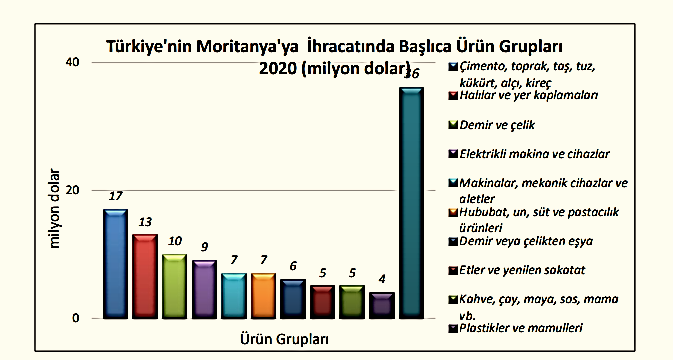 Türkiye'nin Moritanya'ya İhracatında Başlıca Ürün Grupları
2020 (milyon dolar)
40
20
0
milyon dolar
17
13
10
9
7
7
6
5
5
4
36
Ürün Grupları
Çimento, toprak, taş, tuz,
kükürt, alçı, kireç
Halılar ve yer kaplamaları
Demir ve çelik
Elektrikli makina ve cihazlar
Makinalar, mekanik cihazlar ve
aletler
Hububat, un, süt ve pastacılık
ürünleri
Demir veya çelikten eşya
Etler ve yenilen sakatat
Kahve, çay, maya, sos, mama
vb.
Plastikler ve mamulleri